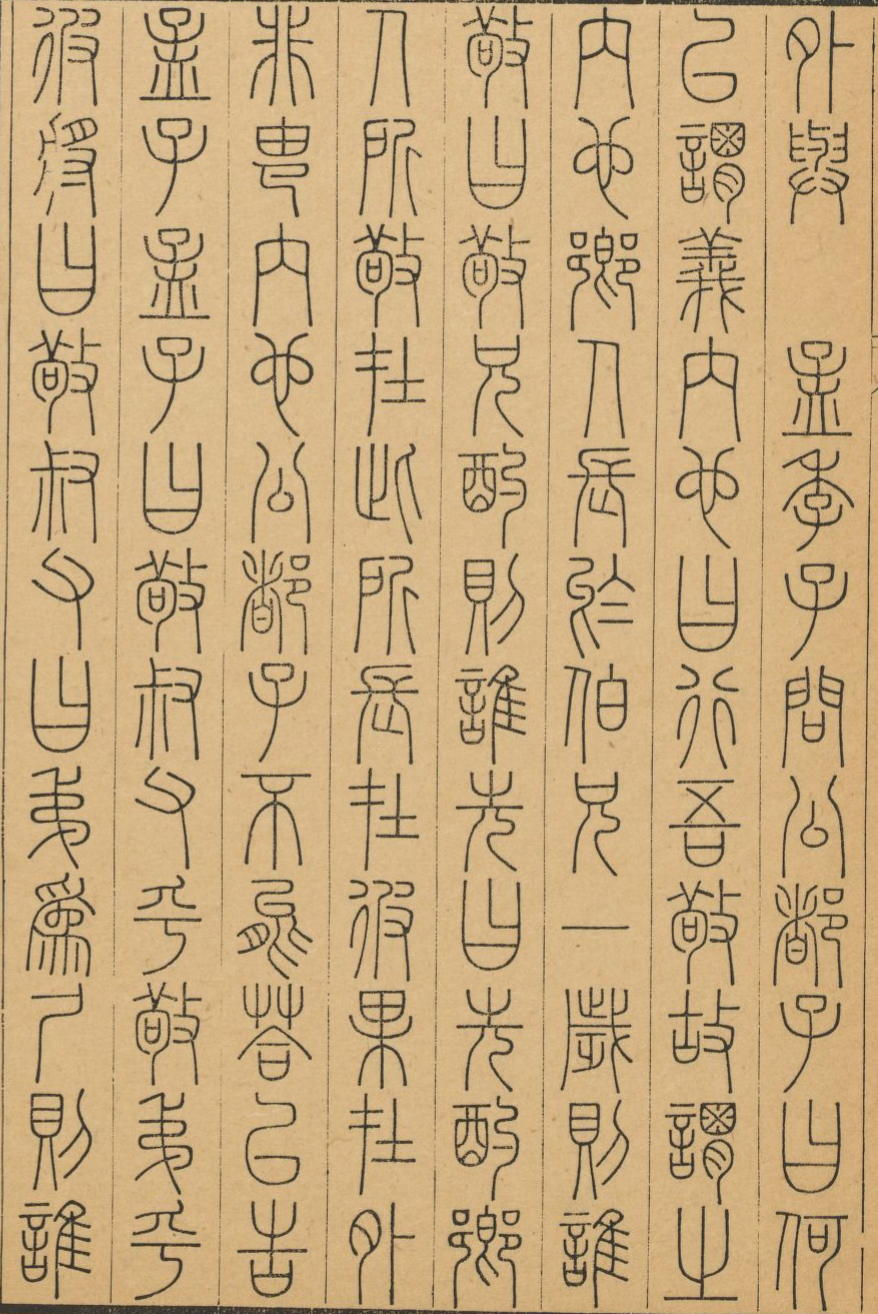 外與　孟季子問公都子曰何
以謂義內也曰行吾敬故謂之
內也鄉人長於伯兄一歲則誰
敬曰敬兄酌則誰先曰先酌鄉
人所敬在此所長在彼果在外
非由內也公都子不能答以告
孟子孟子曰敬叔父乎敬弟乎
彼將曰敬叔父曰弟為尸則誰